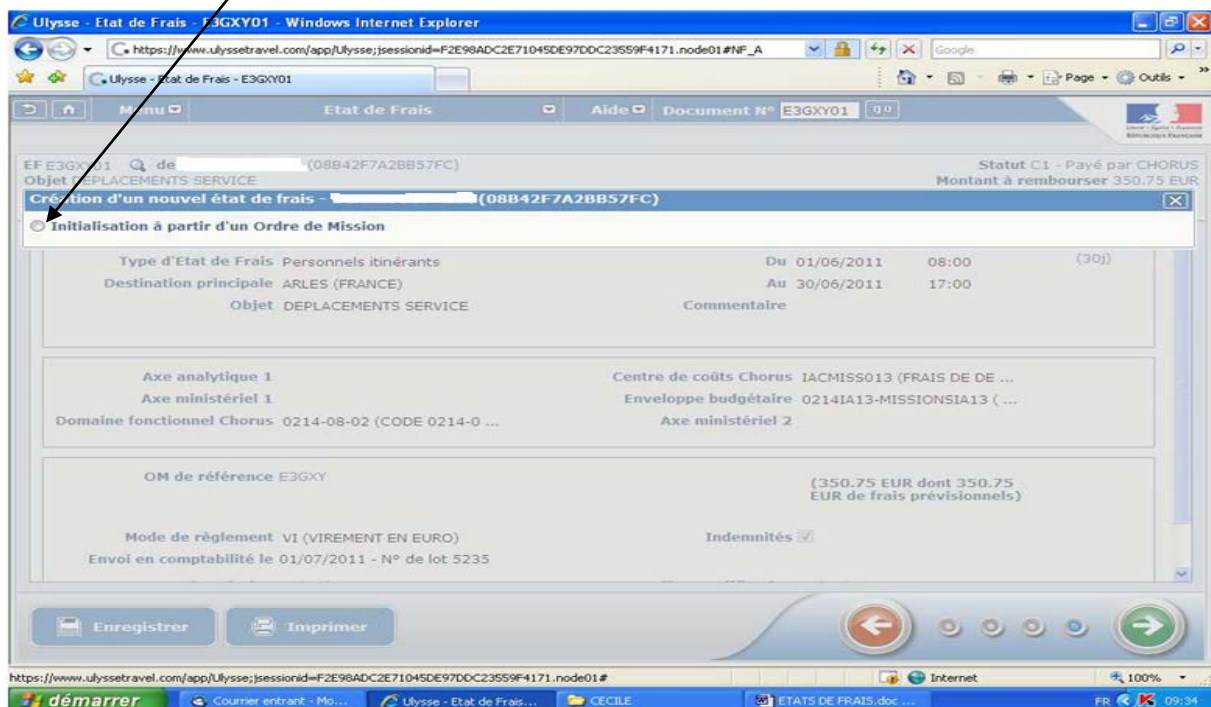 Ulysse - Etat de Frais - E3GXY01 - Windows Internet Explorer
https://www.ulyssetravel.com/app/Ulysse;jsessionid=F2E98ADC2E71045DE97DDC23559F4171.node01#NF_A
Google
Ulysse - Etat de Frais - E3GXY01
Page
Outils
Menu
Etat de Frais
Aide
Document N° E3GXY01
Liberté • Égalité • Fraternité
République Française
EF E3GXY01 de (08B42F7A2BB57FC)
Statut C1 - Payé par CHORUS
Objet DEPLACEMENTS SERVICE
Montant à rembourser 350.75 EUR
Création d'un nouvel état de frais - (08B42F7A2BB57FC)
Initialisation à partir d'un Ordre de Mission
Type d'Etat de Frais Personnels itinérants
Du 01/06/2011 08:00 (30j)
Destination principale ARLES (FRANCE)
Au 30/06/2011 17:00
Objet DEPLACEMENTS SERVICE
Commentaire
Axe analytique 1
Centre de coûts Chorus IACMISS013 (FRAIS DE DE ...
Axe ministériel 1
Enveloppe budgétaire 0214IA13-MISSIONSIA13 ( ...
Domaine fonctionnel Chorus 0214-08-02 (CODE 0214-0 ...
Axe ministériel 2
OM de référence E3GXY
(350.75 EUR dont 350.75
EUR de frais prévisionnels)
Mode de règlement VI (VIREMENT EN EURO)
Indemnités
Envoi en comptabilité le 01/07/2011 - N° de lot 5235
Enregistrer
Imprimer
https://www.ulyssetravel.com/app/Ulysse;jsessionid=F2E98ADC2E71045DE97DDC23559F4171.node01#
Internet
100%
démarrer
Courrier entrant - Mo...
Ulysse - Etat de Frais...
CECILE
ETATS DE FRAIS.doc ...
FR
09:34